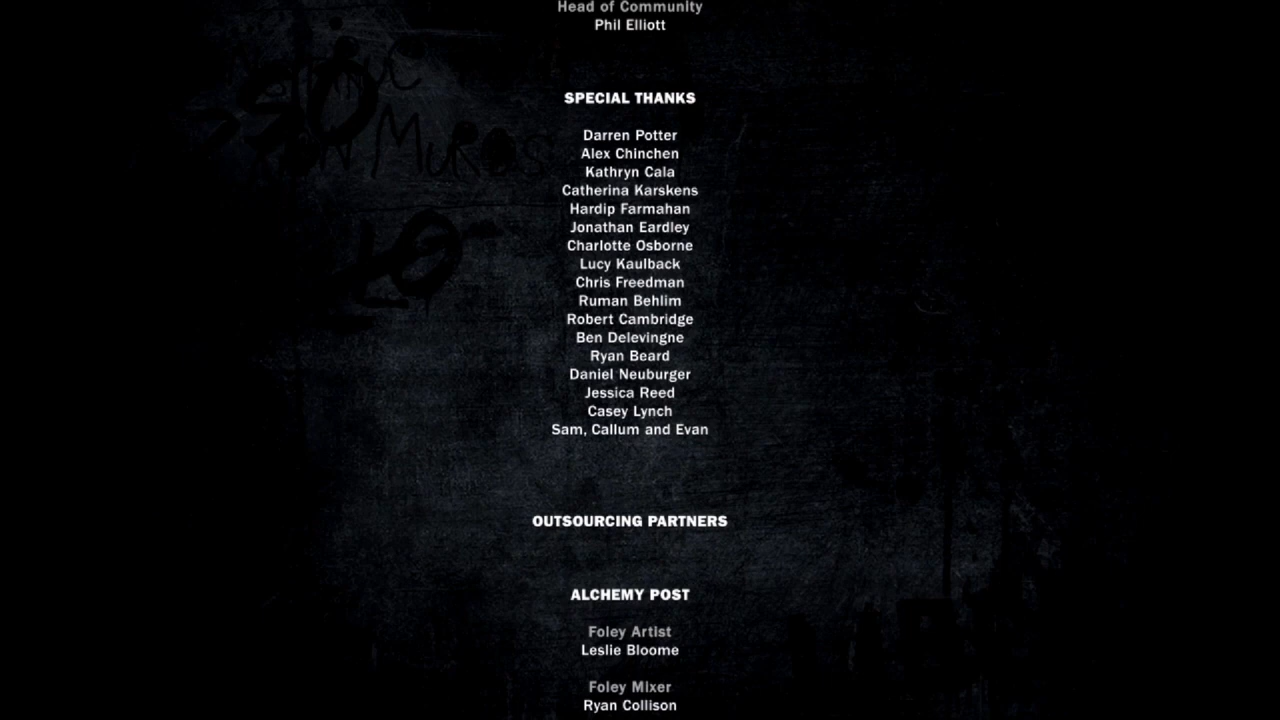 Head of Community
Phil Elliott
SPECIAL THANKS
Darren Potter
Alex Chinchen
Kathryn Cala
Catherina Karskens
Hardip Farmahan
Jonathan Eardley
Charlotte Osborne
Lucy Kaulback
Chris Freedman
Ruman Behlim
Robert Cambridge
Ben Delevingne
Ryan Beard
Daniel Neuburger
Jessica Reed
Casey Lynch
Sam, Callum and Evan
OUTSOURCING PARTNERS
ALCHEMY POST
Foley Artist
Leslie Bloome
Foley Mixer
Ryan Collison